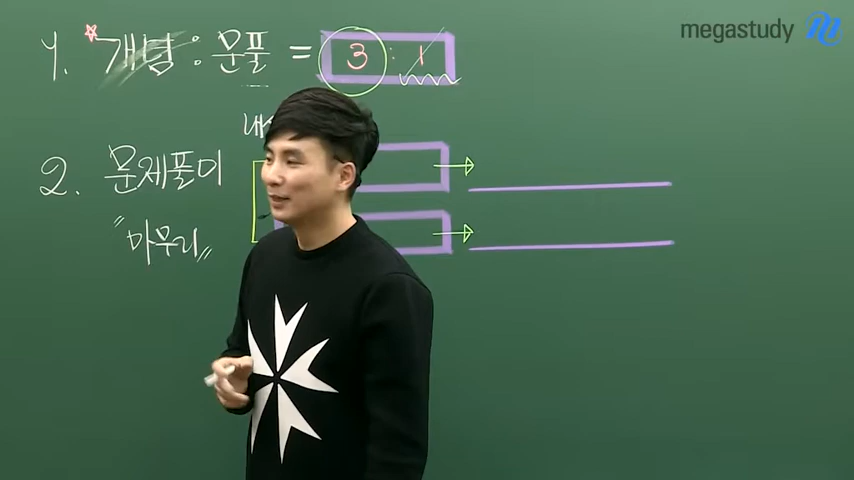 megastudy
1. ☆개념 : 문풀 = 3 : 1
2. 문제풀이
"마무리"